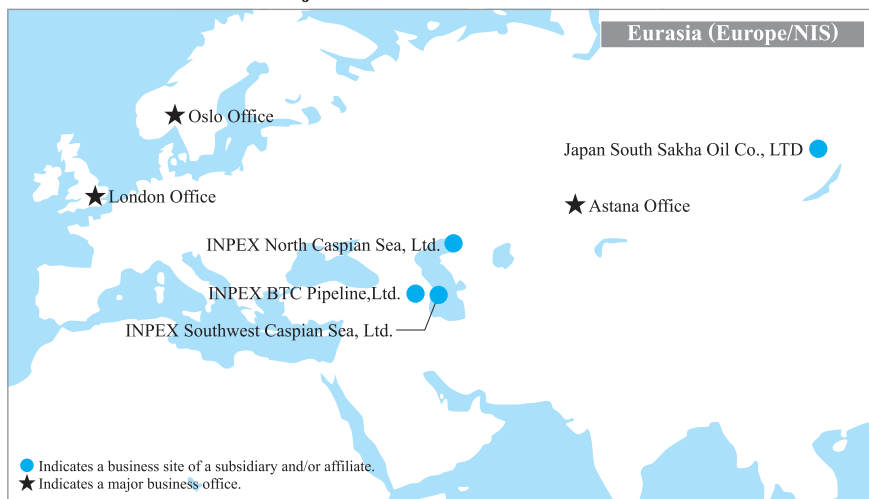 Eurasia (Europe/NIS)
Oslo Office
Japan South Sakha Oil Co., LTD
London Office
Astana Office
INPEX North Caspian Sea, Ltd.
INPEX BTC Pipeline,Ltd.
INPEX Southwest Caspian Sea, Ltd.
Indicates a business site of a subsidiary and/or affiliate.
Indicates a major business office.